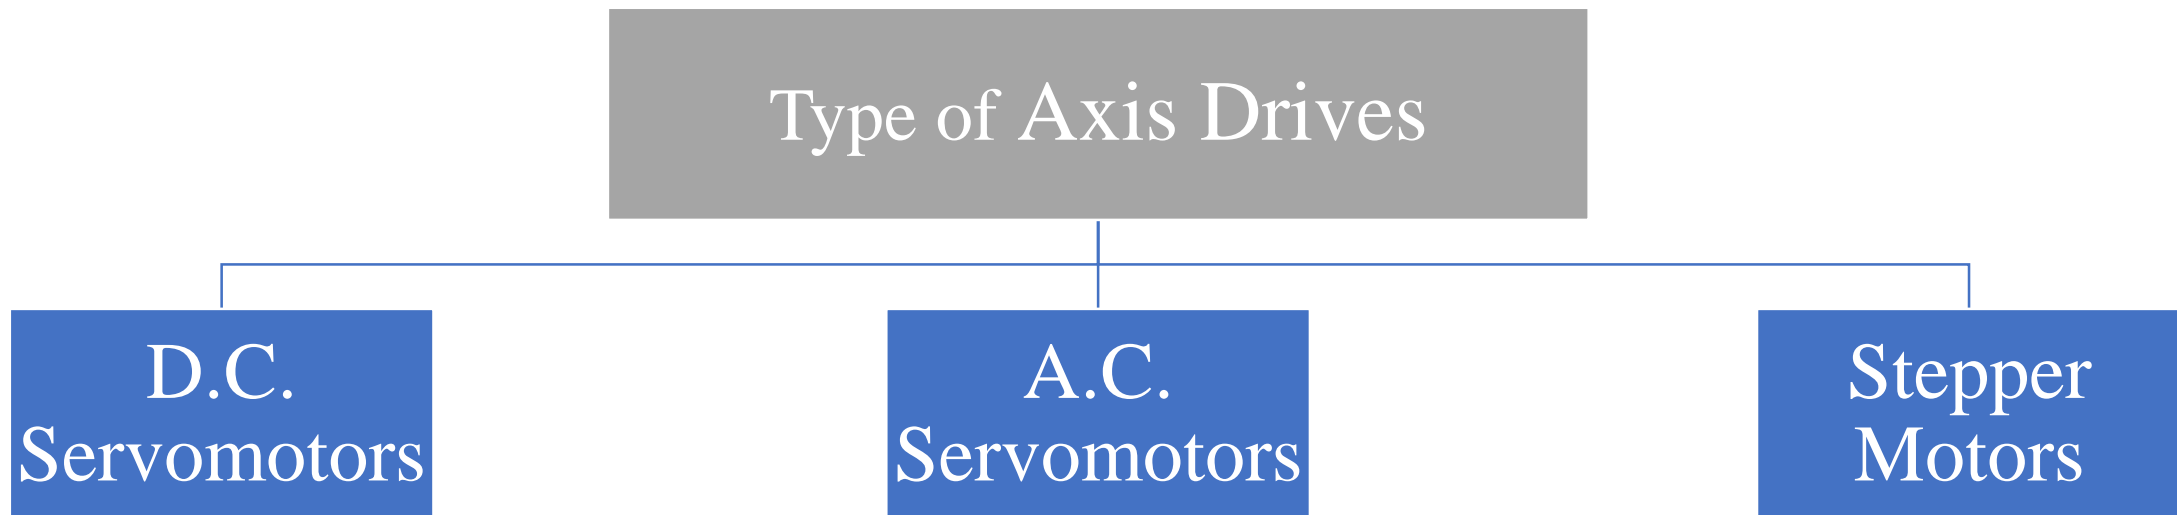 Type of Axis Drives
D.C.
Servomotors
A.C.
Servomotors
Stepper
Motors